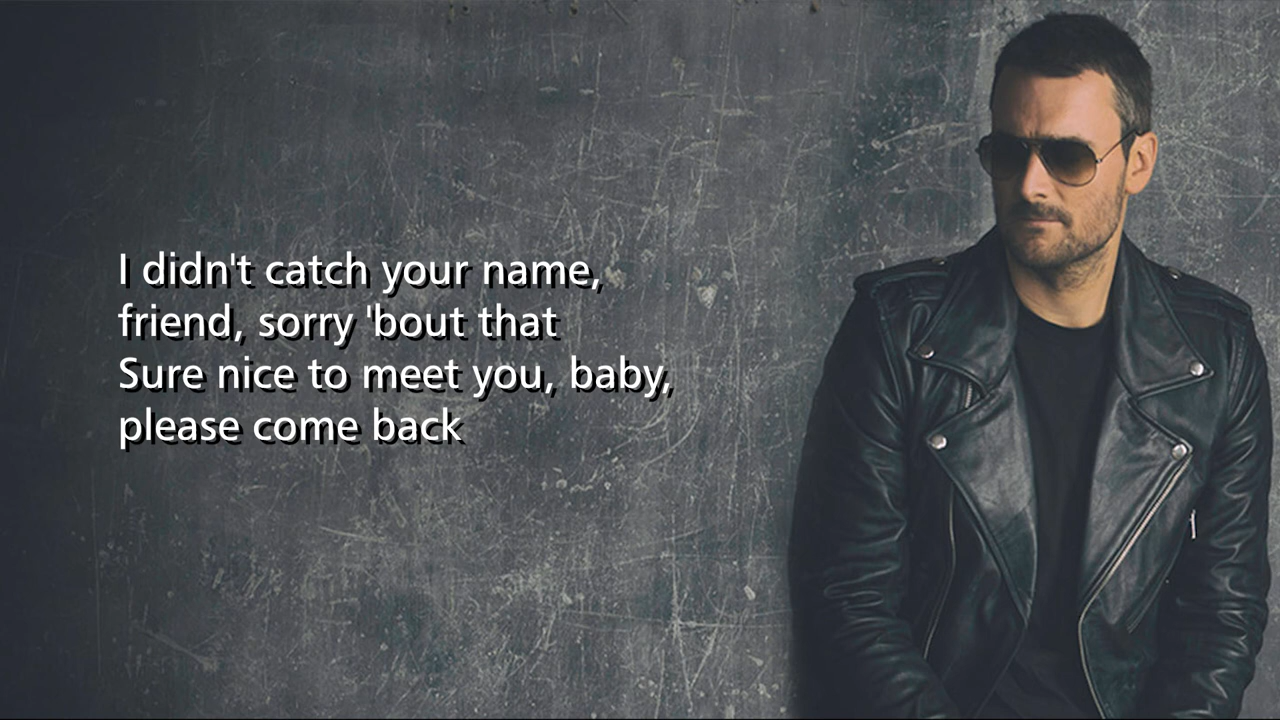 I didn't catch your name,
friend, sorry 'bout that
Sure nice to meet you, baby,
please come back